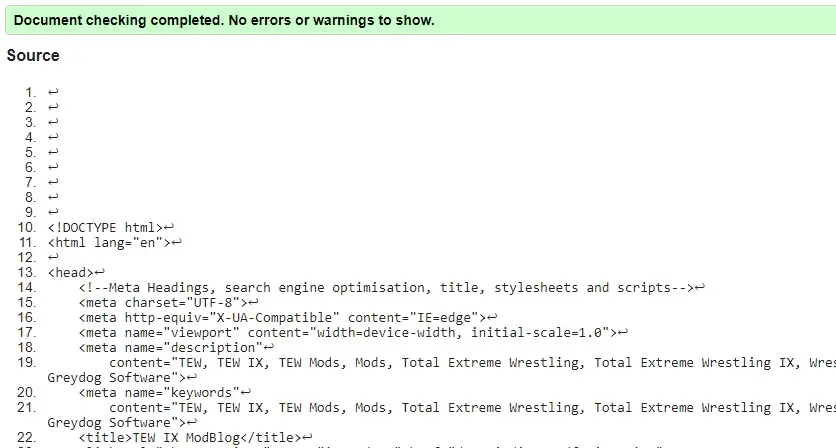 Document checking completed. No errors or warnings to show.
Source
1. ↩
2. ↩
3. ↩
4. ↩
5. ↩
6. ↩
7. ↩
8. ↩
9. ↩
10. <!DOCTYPE html>↩
11. <html lang="en">↩
12. ↩
13. <head>↩
14. <!--Meta Headings, search engine optimisation, title, stylesheets and scripts-->↩
15. <meta charset="UTF-8">↩
16. <meta http-equiv="X-UA-Compatible" content="IE=edge">↩
17. <meta name="viewport" content="width=device-width, initial-scale=1.0">↩
18. <meta name="description"↩
19. content="TEW, TEW IX, TEW Mods, Mods, Total Extreme Wrestling, Total Extreme Wrestling IX, Wres
Greydog Software">↩
20. <meta name="keywords"↩
21. content="TEW, TEW IX, TEW Mods, Mods, Total Extreme Wrestling, Total Extreme Wrestling IX, Wres
Greydog Software">↩
22. <title>TEW IX ModBlog</title>↩